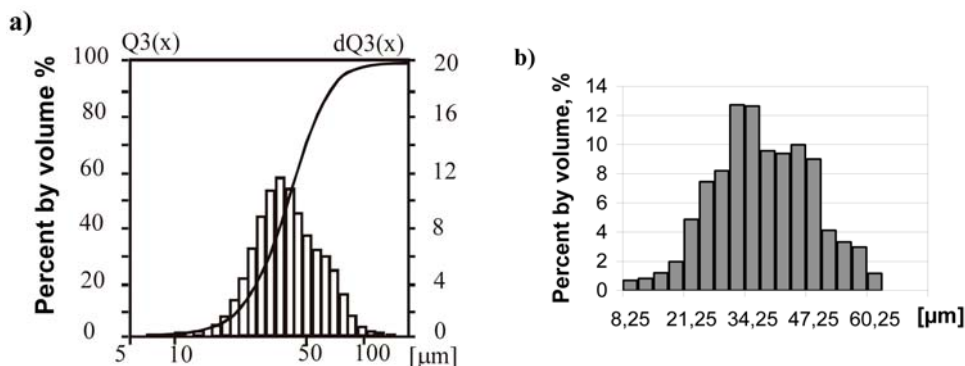 a)
Q3(x) dQ3(x)
Percent by volume %
100 20
80 16
60 12
40 8
20 4
0 0
5 10 50 100 [µm]
b)
Percent by volume, %
14
12
10
8
6
4
2
0
8,25 21,25 34,25 47,25 60,25 [µm]